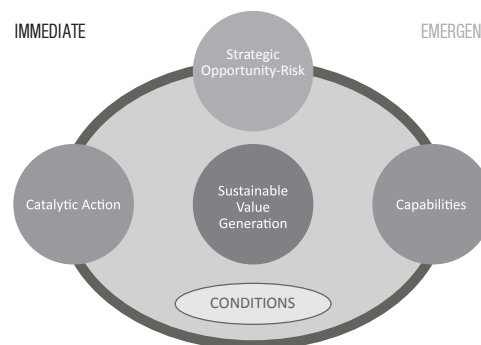 IMMEDIATE
EMERGEN
Strategic
Opportunity-Risk
Catalytic Action
Sustainable
Value
Generation
Capabilities
CONDITIONS